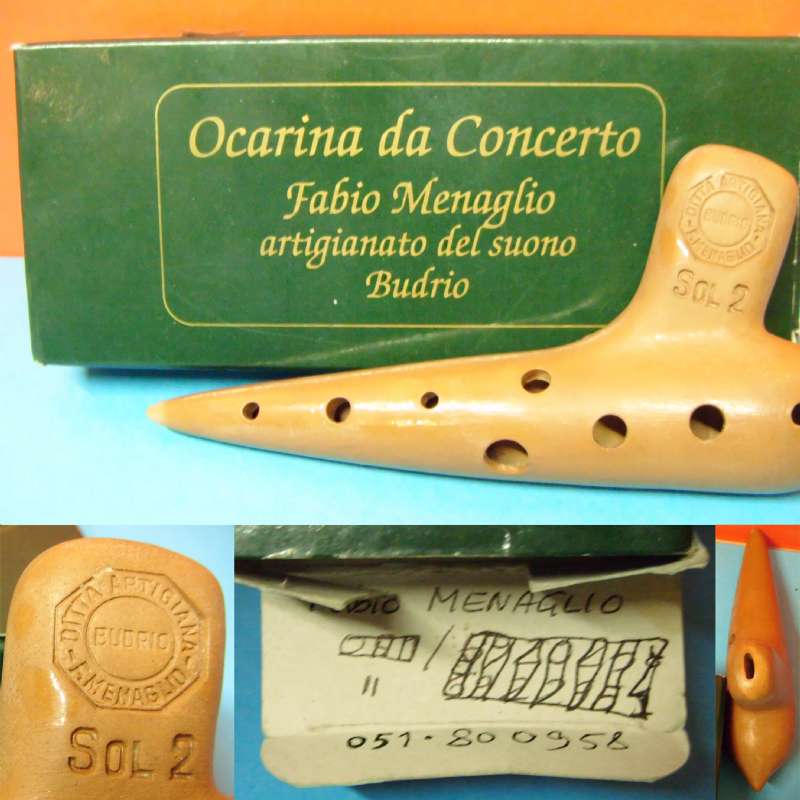 Ocarina da Concerto
Fabio Menaglio
artigianato del suono
Budrio
DITTA ARTIGIANA
BUDRIO
F.MENAGLIO
SOL 2
DITTA ARTIGIANA
BUDRIO
F.MENAGLIO
SOL 2
Fabio MENAGLIO
051-800958